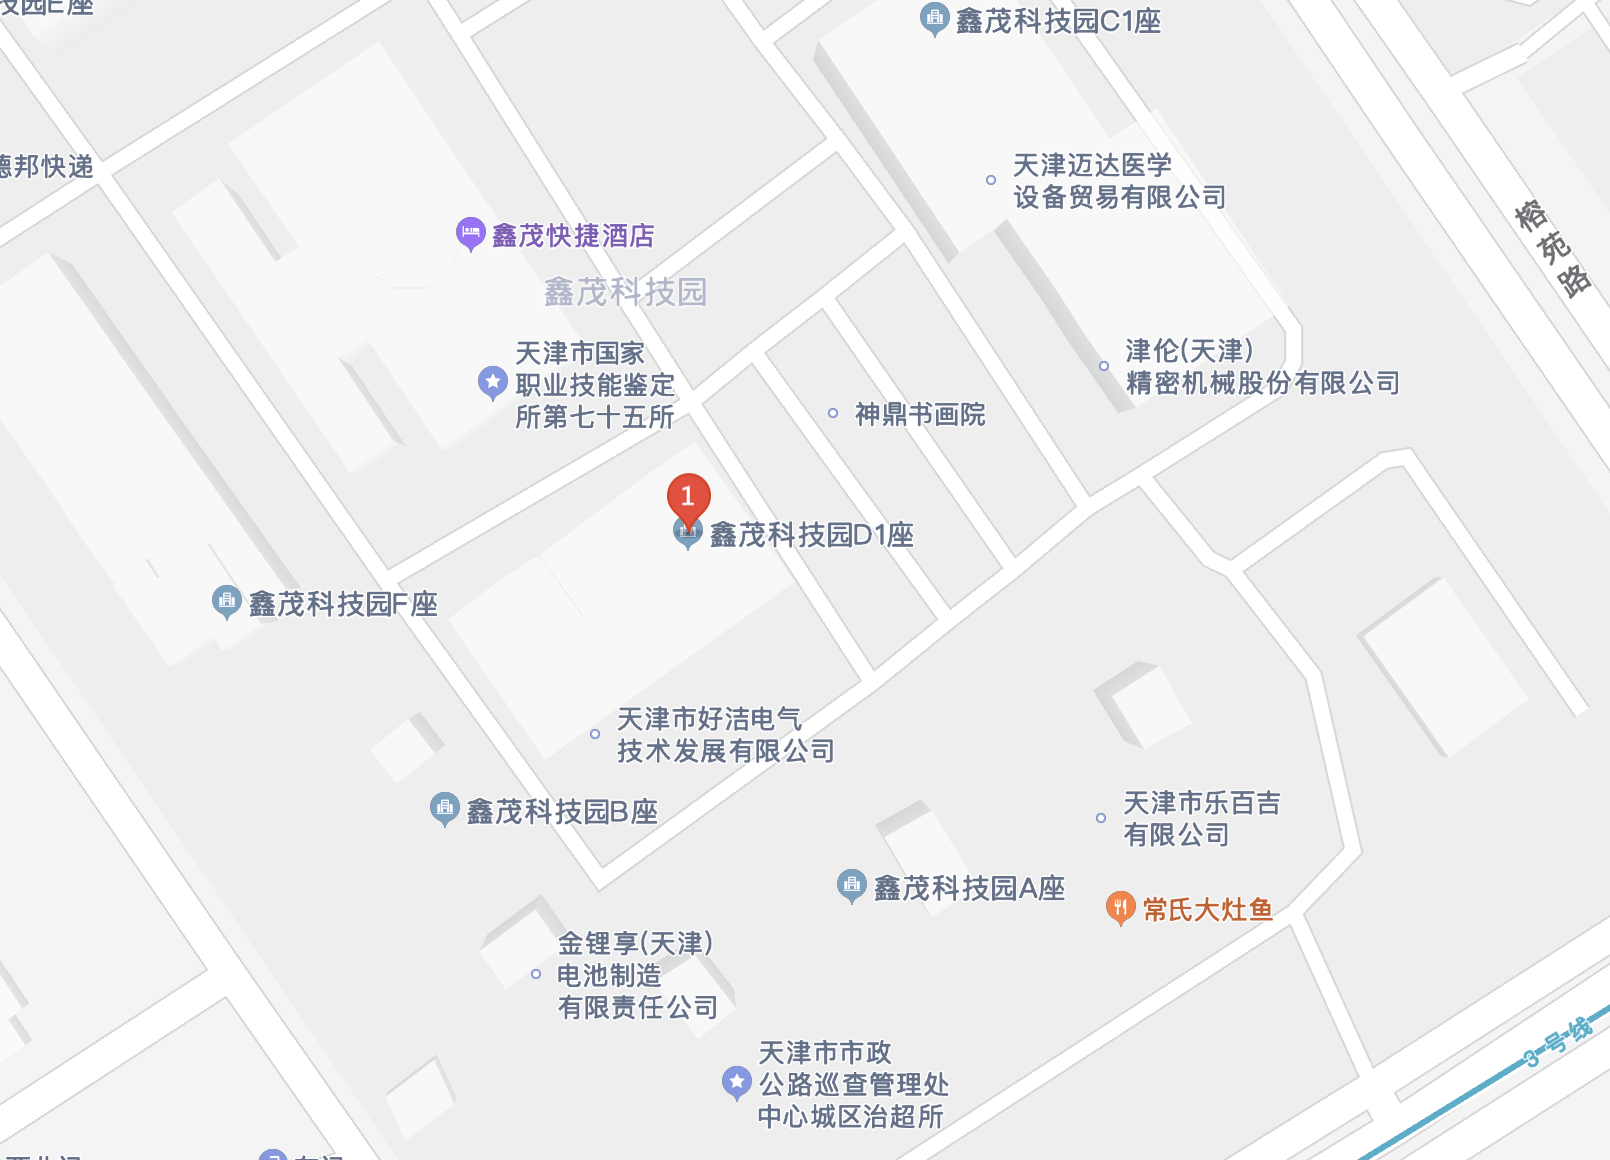 技园E座
鑫茂科技园C1座
德邦快递
天津迈达医学
设备贸易有限公司
榕苑路
鑫茂快捷酒店
鑫茂科技园
天津市国家
职业技能鉴定
所第七十五所
津伦(天津)
精密机械股份有限公司
神鼎书画院
1
鑫茂科技园D1座
鑫茂科技园F座
天津市好洁电气
技术发展有限公司
鑫茂科技园B座
天津市乐百吉
有限公司
鑫茂科技园A座
常氏大灶鱼
金锂享(天津)
电池制造
有限责任公司
3号线
天津市市政
公路巡查管理处
中心城区治超所